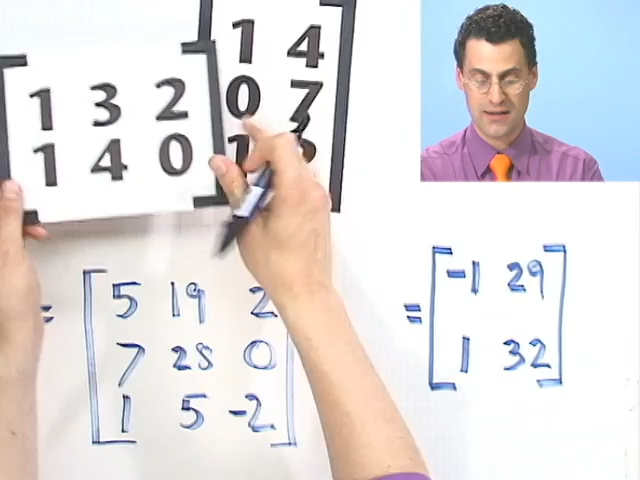 1 4
0 7
1
1 3 2
1 4 0
= 5 19 2
7 28 0
1 5 -2
= -1 29
1 32